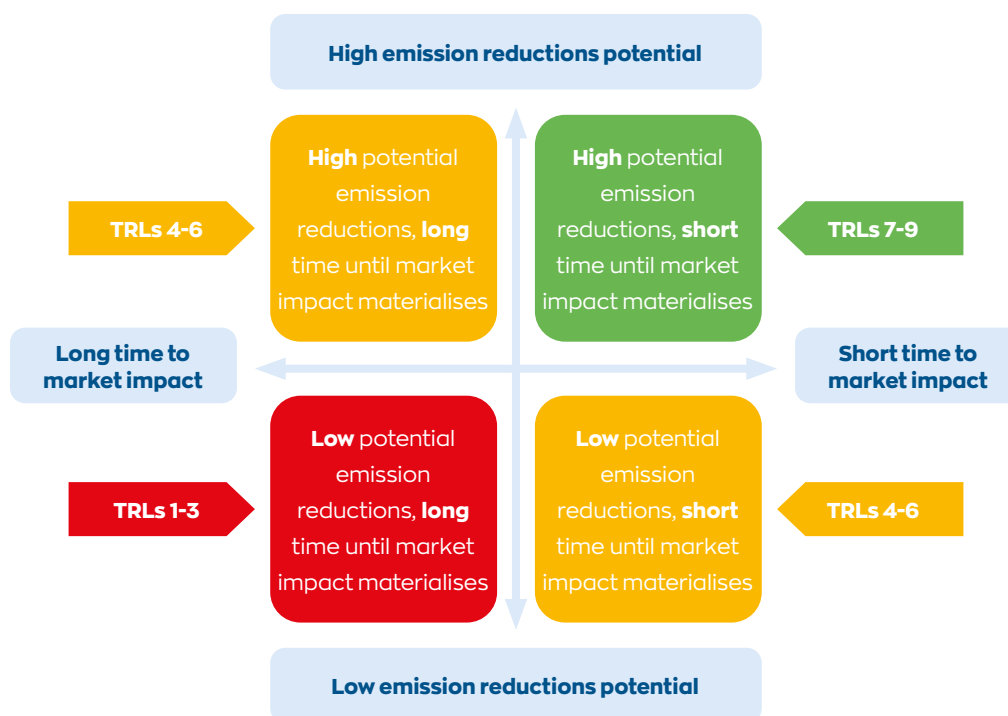 High emission reductions potential
High potential
emission
reductions, long
time until market
impact materialises
High potential
emission
reductions, short
time until market
impact materialises
TRLs 4-6
TRLs 7-9
Long time to
market impact
Short time to
market impact
Low potential
emission
reductions, long
time until market
impact materialises
Low potential
emission
reductions, short
time until market
impact materialises
TRLs 1-3
TRLs 4-6
Low emission reductions potential